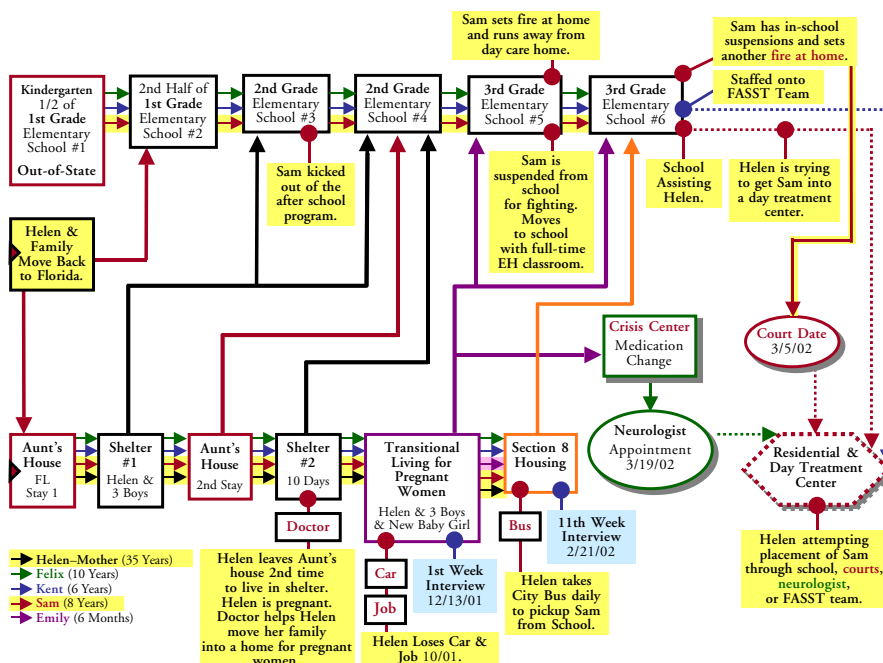 Sam sets fire at home
and runs away from
day care home.
Sam has in-school
suspensions and sets
another fire at home.
Staffed onto
FASST Team
Kindergarten
1/2 of
1st Grade
Elementary
School #1
Out-of-State
2nd Half of
1st Grade
Elementary
School #2
2nd Grade
Elementary
School #3
2nd Grade
Elementary
School #4
3rd Grade
Elementary
School #5
3rd Grade
Elementary
School #6
Sam kicked
out of the
after school
program.
Sam is
suspended from
school
for fighting.
Moves
to school
with full-time
EH classroom.
School
Assisting
Helen.
Helen is trying
to get Sam into
a day treatment
center.
Helen &
Family
Move Back
to Florida.
Crisis Center
Medication
Change
Court Date
3/5/02
Aunt's
House
FL
Stay 1
Shelter
#1
Helen &
3 Boys
Aunt's
House
2nd Stay
Shelter
#2
10 Days
Transitional
Living for
Pregnant
Women
Helen & 3 Boys
& New Baby Girl
Section 8
Housing
Neurologist
Appointment
3/19/02
Residential &
Day Treatment
Center
Doctor
Helen leaves Aunt's
house 2nd time
to live in shelter.
Helen is pregnant.
Doctor helps Helen
move her family
into a home for pregnant
women.
Car
Job
Helen Loses Car &
Job 10/01.
1st Week
Interview
12/13/01
Bus
Helen takes
City Bus daily
to pickup Sam
from School.
11th Week
Interview
2/21/02
Helen attempting
placement of Sam
through school, courts,
neurologist,
or FASST team.
Helen–Mother (35 Years)
Felix (10 Years)
Kent (6 Years)
Sam (8 Years)
Emily (6 Months)